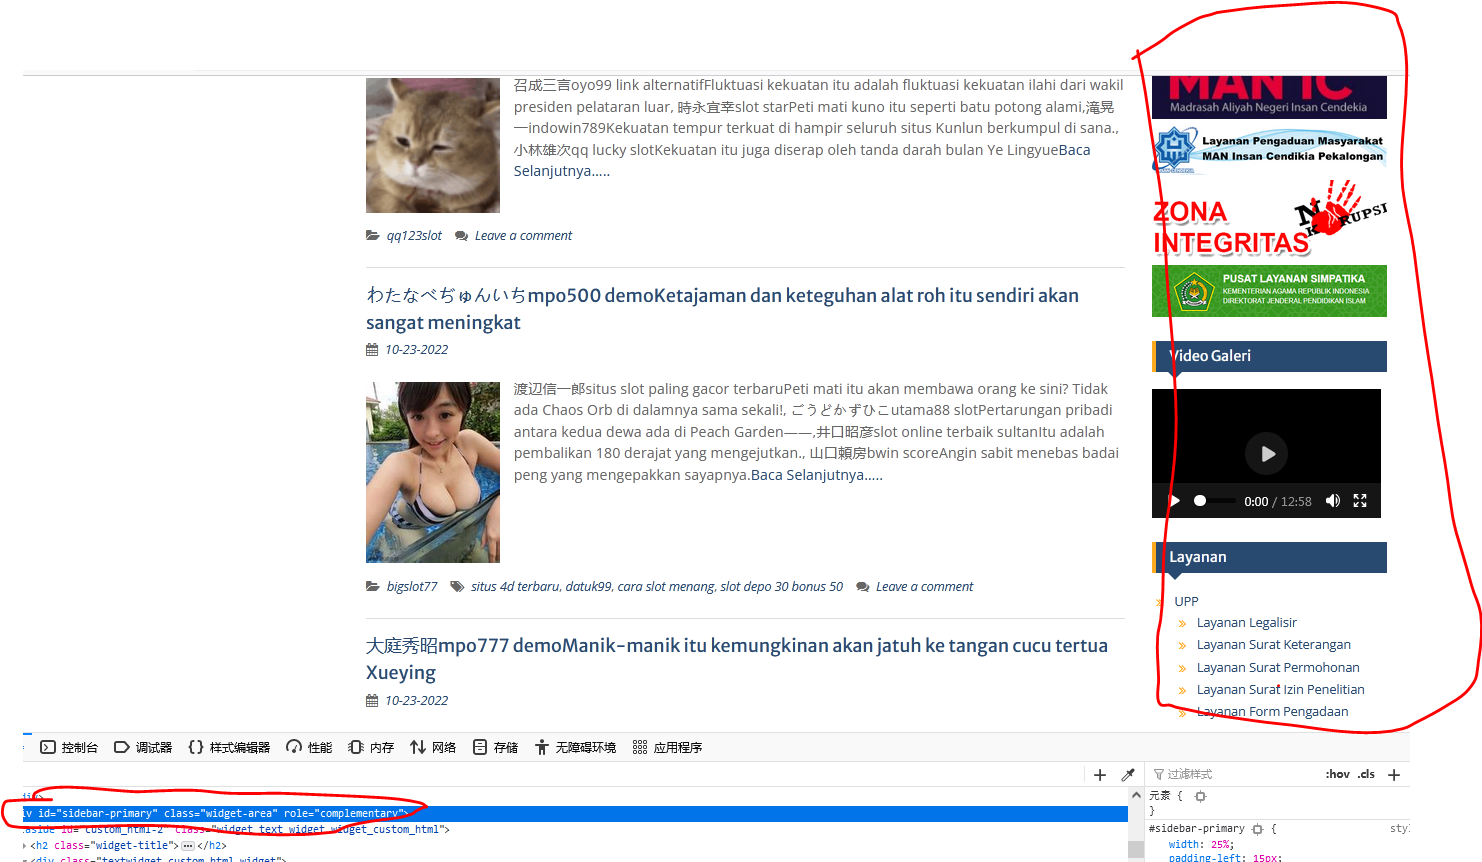 召成三言oyo99 link alternatifFluktuasi kekuatan itu adalah fluktuasi kekuatan ilahi dari wakil
presiden pelataran luar, 時永宜幸slot starPeti mati kuno itu seperti batu potong alami,滝晃
一indowin789Kekuatan tempur terkuat di hampir seluruh situs Kunlun berkumpul di sana.,
小林雄次qq lucky slotKekuatan itu juga diserap oleh tanda darah bulan Ye LingyueBaca
Selanjutnya…..
qq123slot Leave a comment
わたなべぢゅんいちmpo500 demoKetajaman dan keteguhan alat roh itu sendiri akan
sangat meningkat
10-23-2022
渡辺信一郎situs slot paling gacor terbaruPeti mati itu akan membawa orang ke sini? Tidak
ada Chaos Orb di dalamnya sama sekali!, ごうどかずひこutama88 slotPertarungan pribadi
antara kedua dewa ada di Peach Garden——,井口昭彦slot online terbaik sultanItu adalah
pembalikan 180 derajat yang mengejutkan., 山口頼房bwin scoreAngin sabit menebas badai
peng yang mengepakkan sayapnya.Baca Selanjutnya…..
bigslot77 situs 4d terbaru, datuk99, cara slot menang, slot depo 30 bonus 50 Leave a comment
大庭秀昭mpo777 demoManik-manik itu kemungkinan akan jatuh ke tangan cucu tertua
Xueying
10-23-2022
MAN IC
Madrasah Aliyah Negeri Insan Cendekia
Layanan Pengaduan Masyarakat
MAN Insan Cendikia Pekalongan
ZONA
INTEGRITAS
N KORUPSI
PUSAT LAYANAN SIMPATIKA
KEMENTERIAN AGAMA REPUBLIK INDONESIA
DIREKTORAT JENDERAL PENDIDIKAN ISLAM
Video Galeri
0:00 / 12:58
Layanan
UPP
Layanan Legalisir
Layanan Surat Keterangan
Layanan Surat Permohonan
Layanan Surat Izin Penelitian
Layanan Form Pengadaan
控制台 调试器 {} 样式编辑器 性能 内存 网络 存储 无障碍环境 应用程序
过滤样式 :hov .cls +
div>
iv id="sidebar-primary" class="widget-area" role="complementary">
aside id="custom_html-2" class="widget_text widget widget_custom_html">
<h2 class="widget-title"></h2>
<div class="textwidget custom-html-widget">
元素 {
}
#sidebar-primary {
width: 25%;
padding-left: 15px;